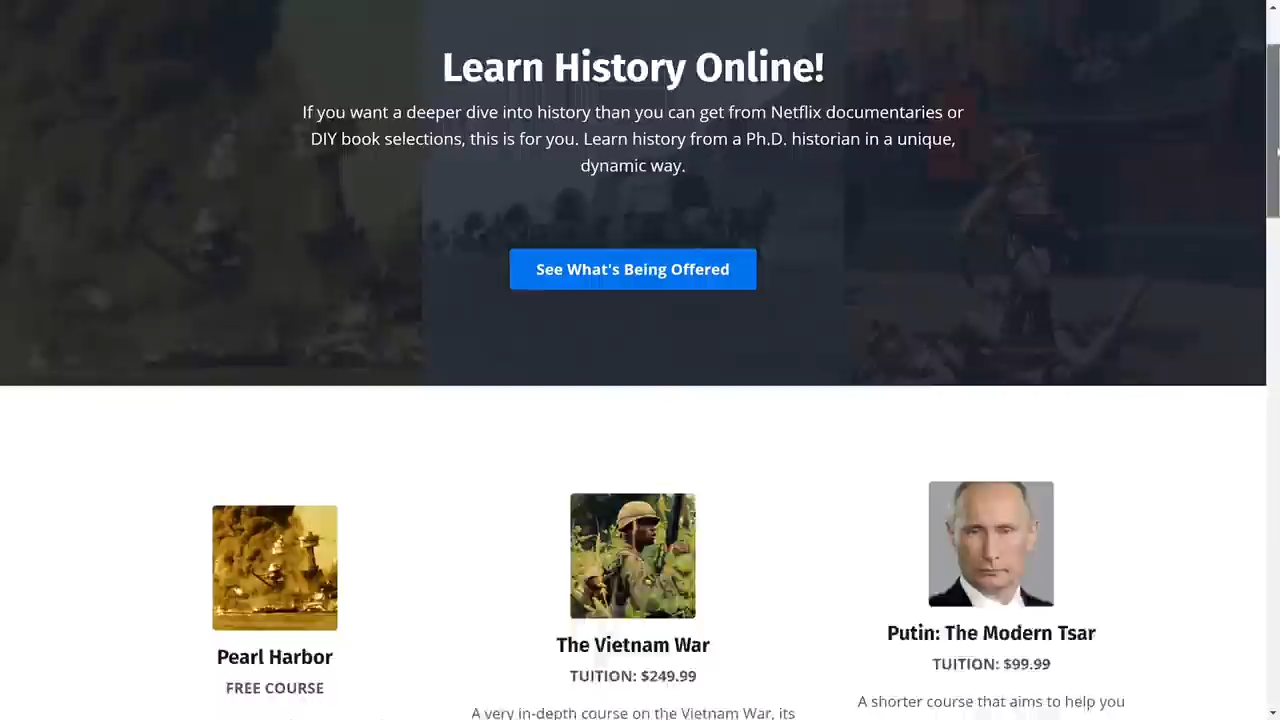 Learn History Online!
If you want a deeper dive into history than you can get from Netflix documentaries or
DIY book selections, this is for you. Learn history from a Ph.D. historian in a unique,
dynamic way.
See What's Being Offered
Pearl Harbor
FREE COURSE
The Vietnam War
TUITION: $249.99
A very in-depth course on the Vietnam War, its
Putin: The Modern Tsar
TUITION: $99.99
A shorter course that aims to help you